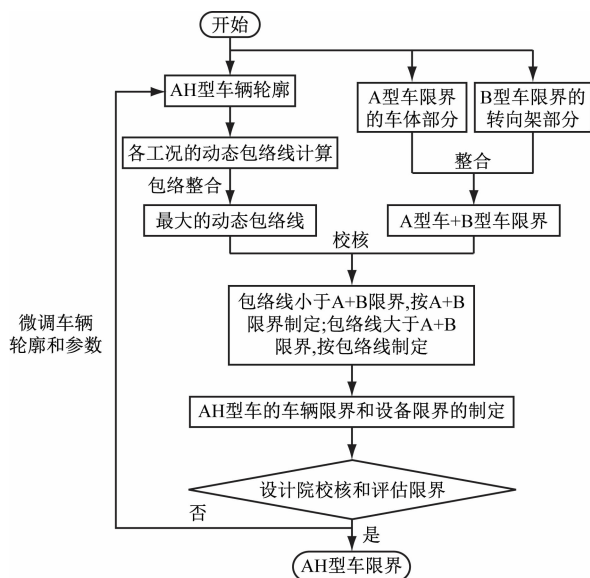 开始
AH型车辆轮廓
A型车限界
的车体部分
B型车限界的
转向架部分
各工况的动态包络线计算
整合
包络整合
最大的动态包络线
A型车+B型车限界
校核
包络线小于A+B限界,按A+B
限界制定;包络线大于A+B
限界,按包络线制定
微调车辆
轮廓和参数
AH型车的车辆限界和设备限界的制定
设计院校核和评估限界
否
是
AH型车限界